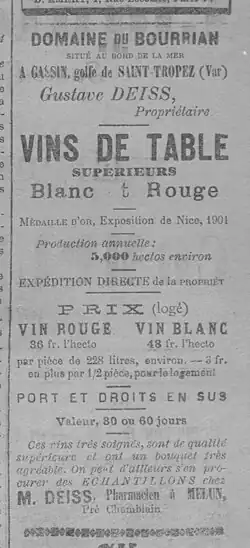 DOMAINE DU BOURRIAN
SITUÉ AU BORD DE LA MER
A GASSIN, golfe de SAINT-TROPEZ (Var)
Gustave DEISS,
Propriétaire
VINS DE TABLE
SUPÉRIEURS
Blanc t Rouge
MÉDAILLE D'OR, Exposition de Nice, 1901
Production annuelle:
5,000 hectos environ
EXPÉDITION DIRECTE DE LA PROPRIÉT
PRIX (logé)
VIN ROUGE VIN BLANC
36 fr. l'hecto 48 fr. l'hecto
par pièce de 228 litres, environ. — 3 fr.
en plus par 1/2 pièce, pour le logement
PORT ET DROITS EN SUS
Valeur, 30 ou 60 jours
Ces vins très soignés, sont de qualité
supérieure et ont un bouquet très
agréable. On peut d'ailleurs s'en pro-
curer des ECHANTILLONS chez
M. DEISS, Pharmacien à MELUN,
Pré Chamblain